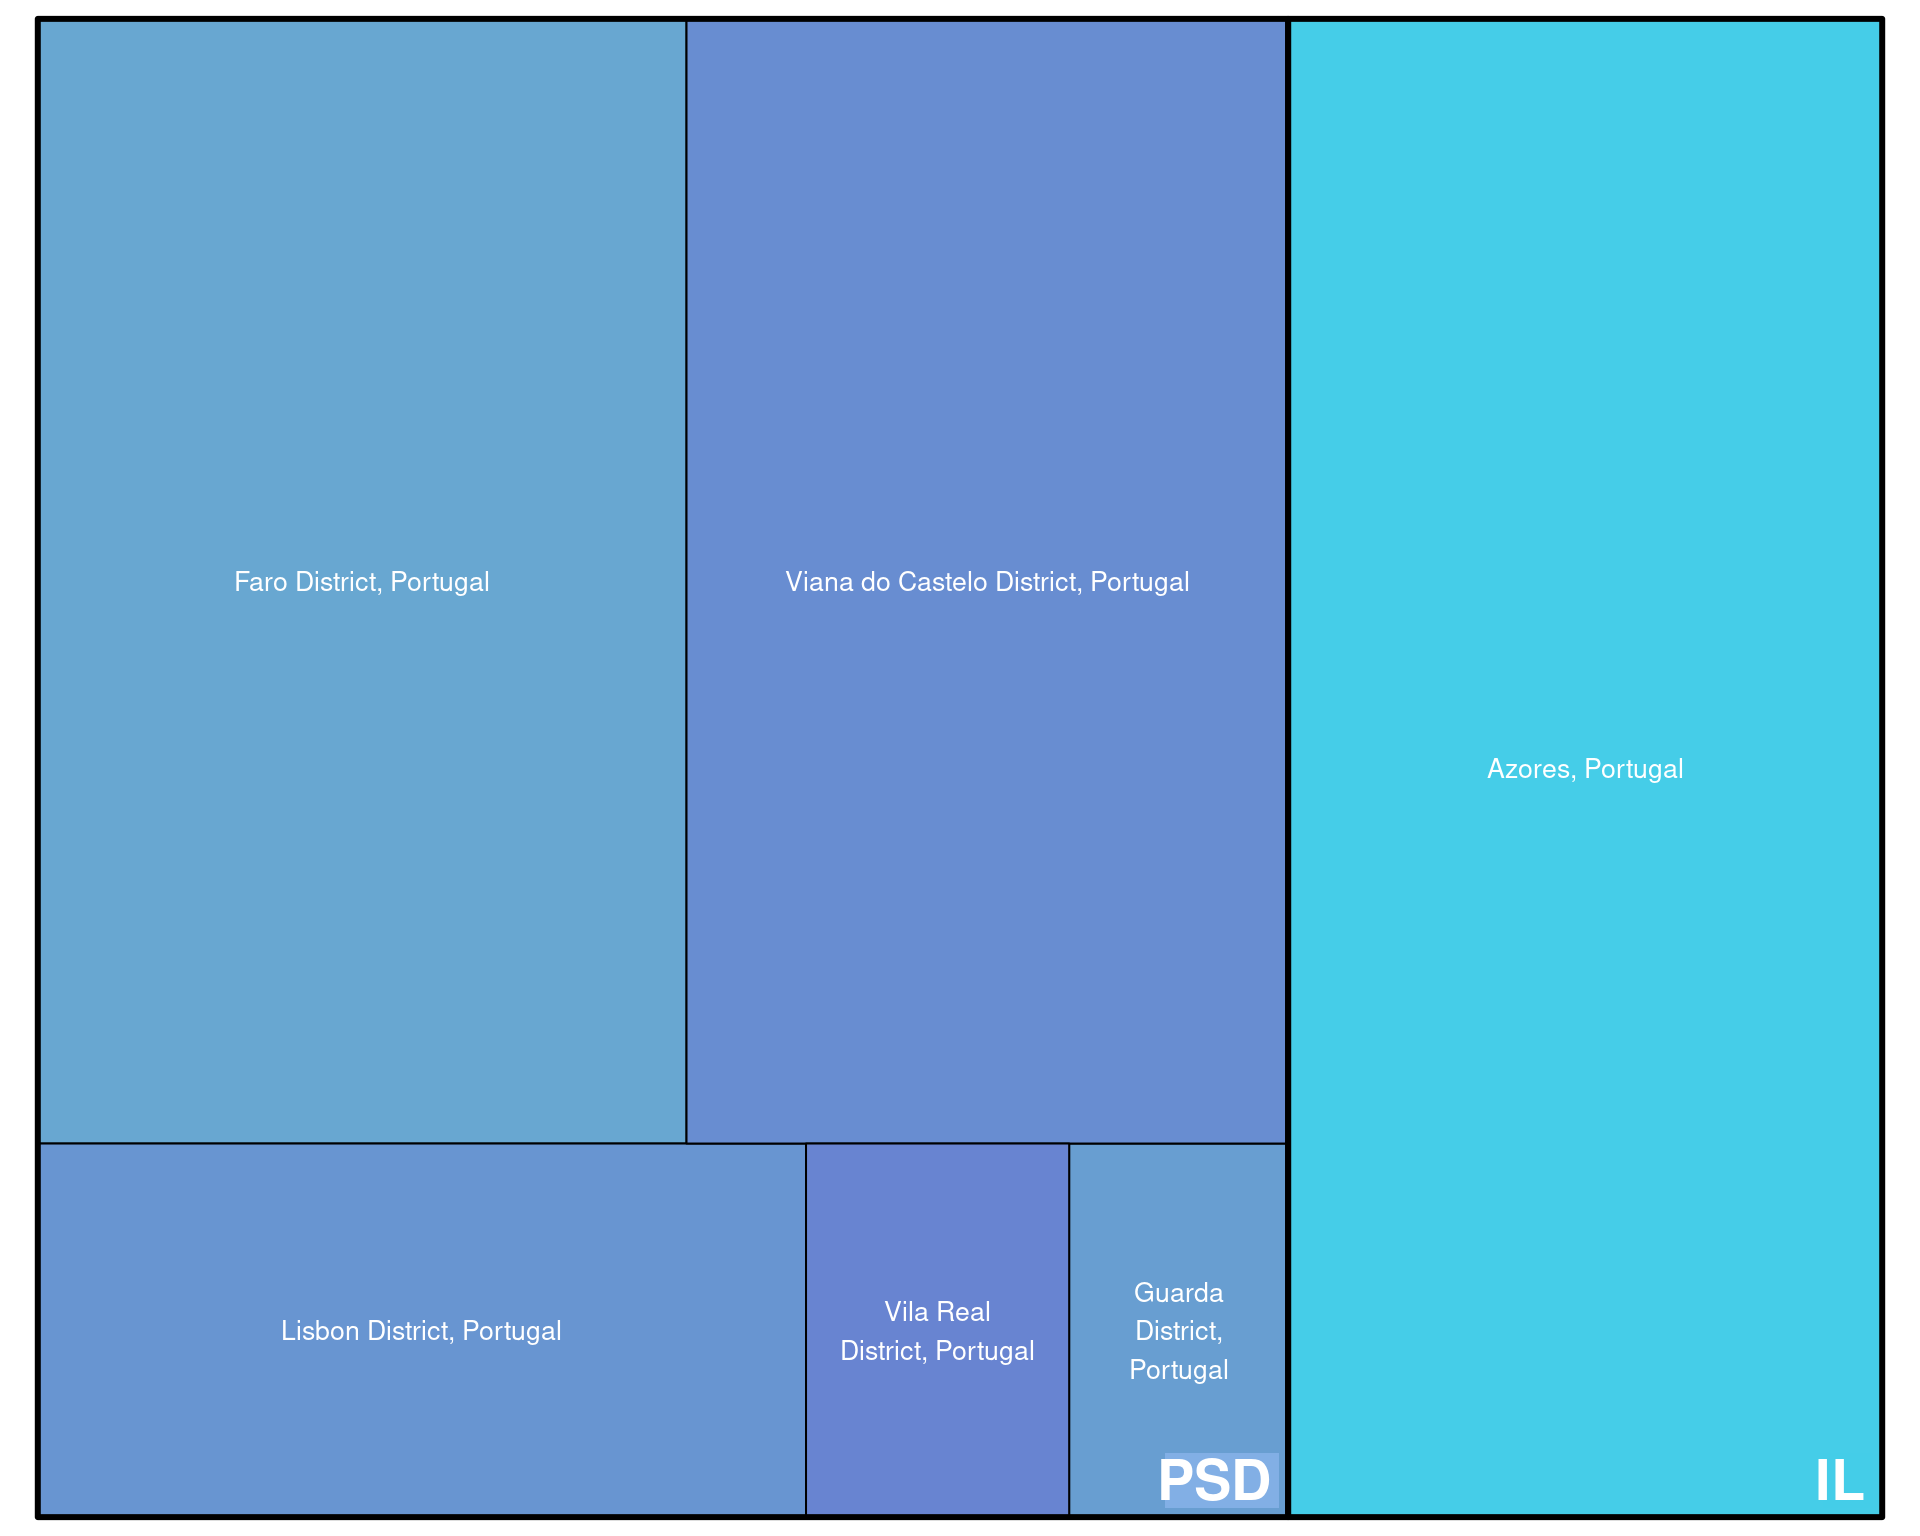 Faro District, Portugal
Viana do Castelo District, Portugal
Azores, Portugal
Lisbon District, Portugal
Vila Real
District, Portugal
Guarda
District,
Portugal
PSD
IL